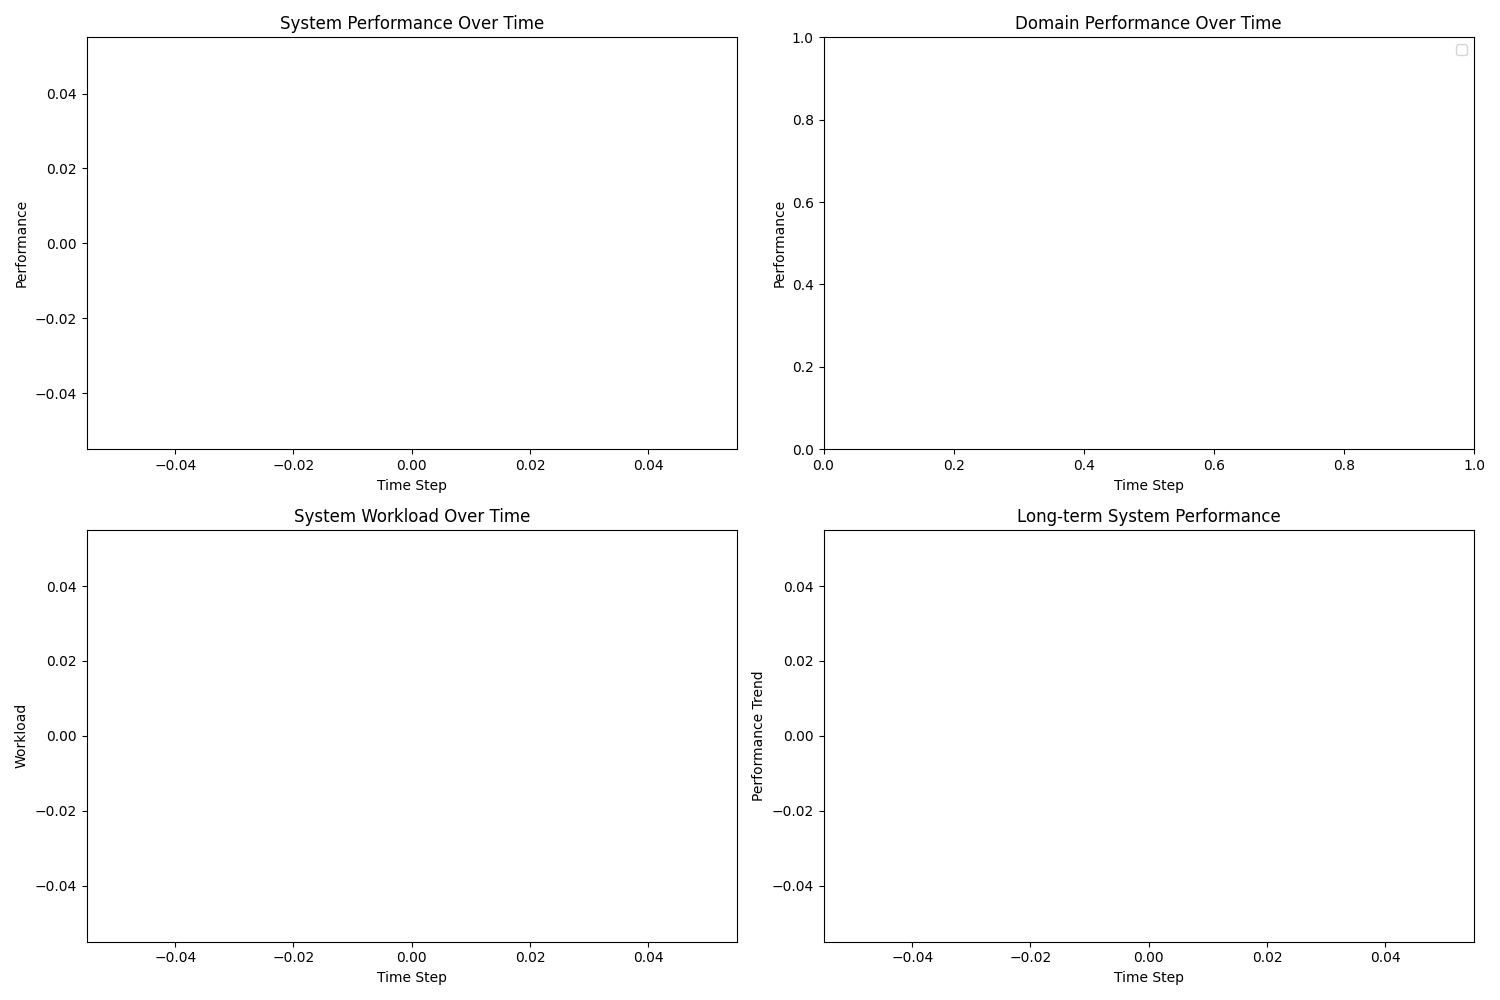 System Performance Over Time
0.04
0.02
0.00
−0.02
−0.04
Performance
−0.04 −0.02 0.00 0.02 0.04
Time Step
Domain Performance Over Time
1.0
0.8
0.6
0.4
0.2
0.0
Performance
0.0 0.2 0.4 0.6 0.8 1.0
Time Step
System Workload Over Time
0.04
0.02
0.00
−0.02
−0.04
Workload
−0.04 −0.02 0.00 0.02 0.04
Time Step
Long-term System Performance
0.04
0.02
0.00
−0.02
−0.04
Performance Trend
−0.04 −0.02 0.00 0.02 0.04
Time Step